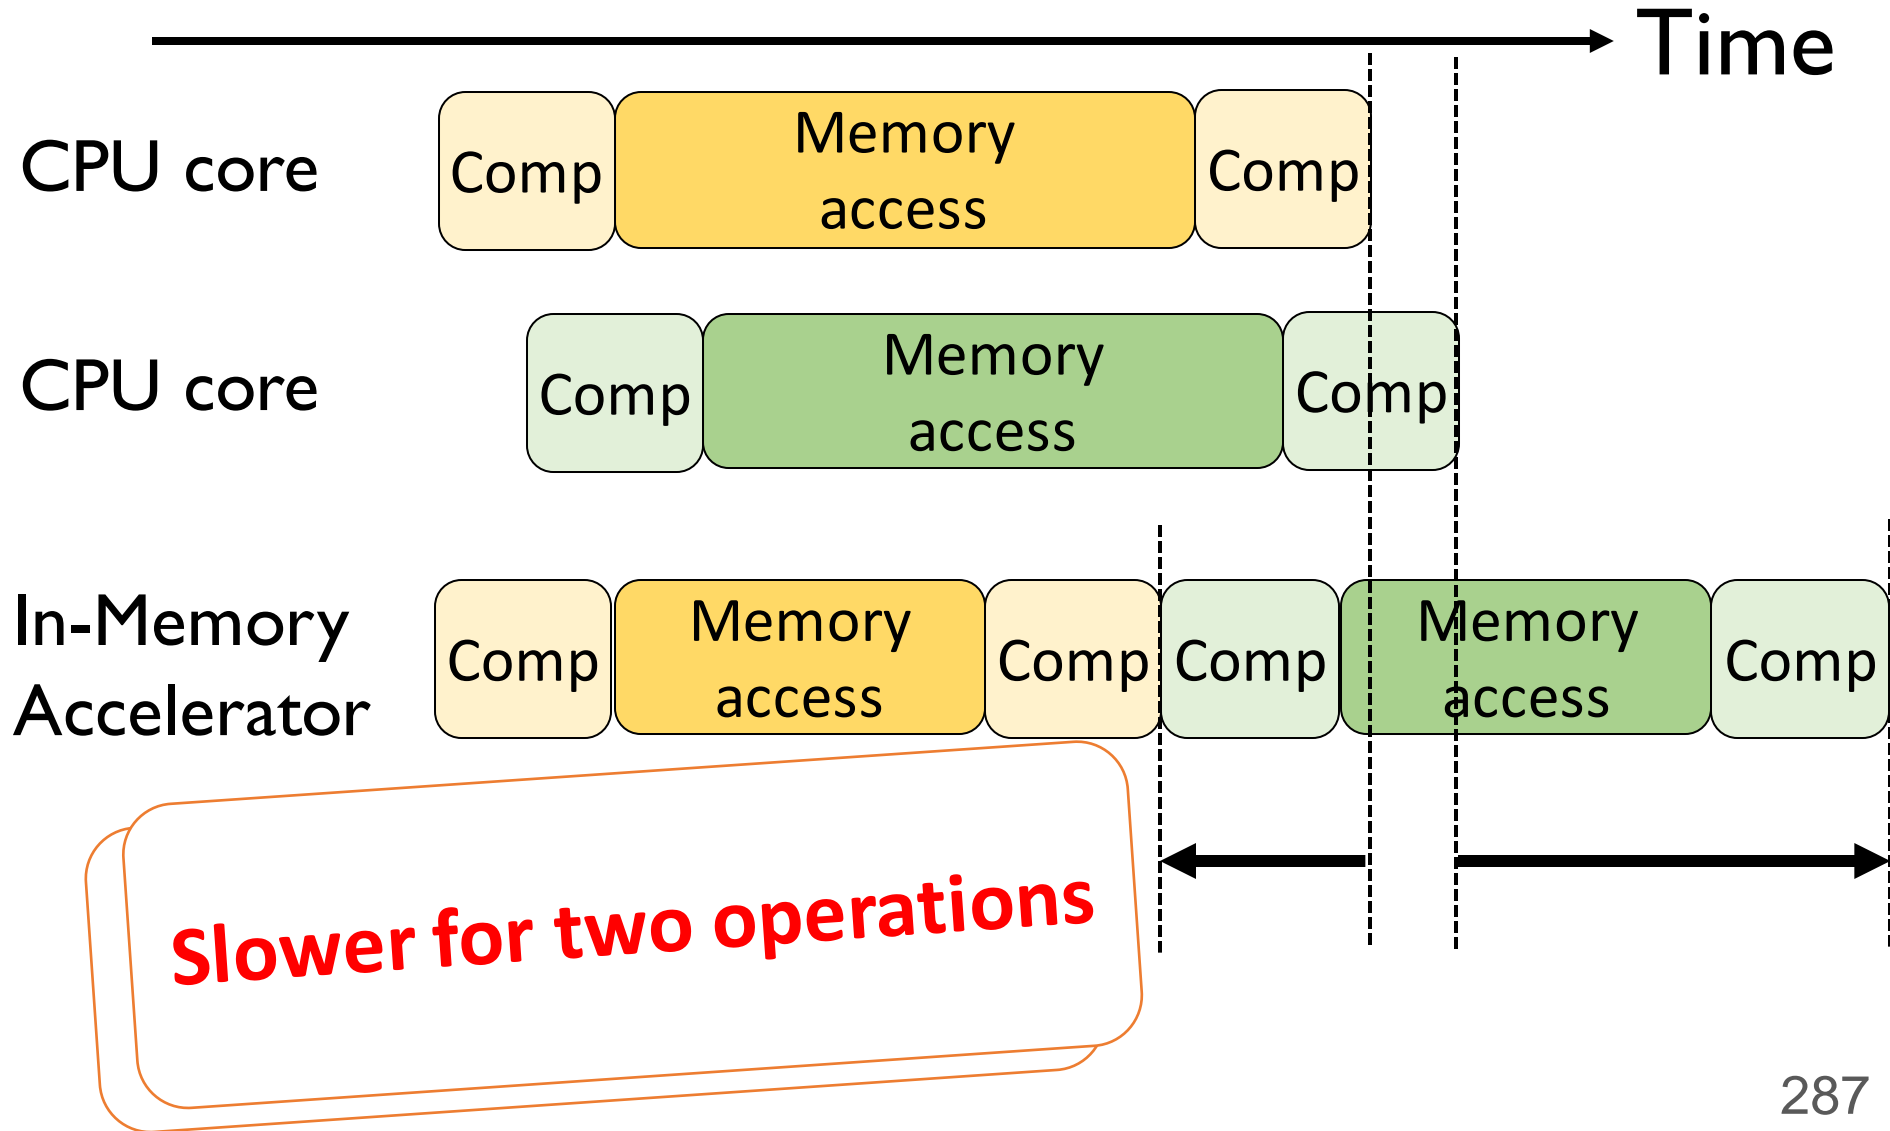 Time
CPU core
Comp
Memory
access
Comp
CPU core
Comp
Memory
access
Comp
In-Memory
Accelerator
Comp
Memory
access
Comp
Comp
Memory
access
Comp
Slower for two operations
287